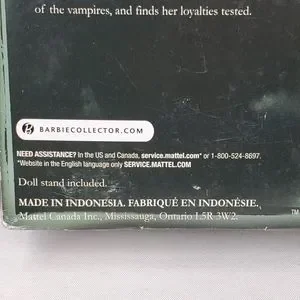 of the vampires, and finds her loyalties tested.
B BARBIECOLLECTOR.COM
NEED ASSISTANCE? In the US and Canada, service.mattel.com* or 1-800-524-8697.
*Website in the English language only SERVICE.MATTEL.COM
Doll stand included.
MADE IN INDONESIA. FABRIQUÉ EN INDONÉSIE.
Mattel Canada Inc., Mississauga, Ontario L5R 3W2.
TM